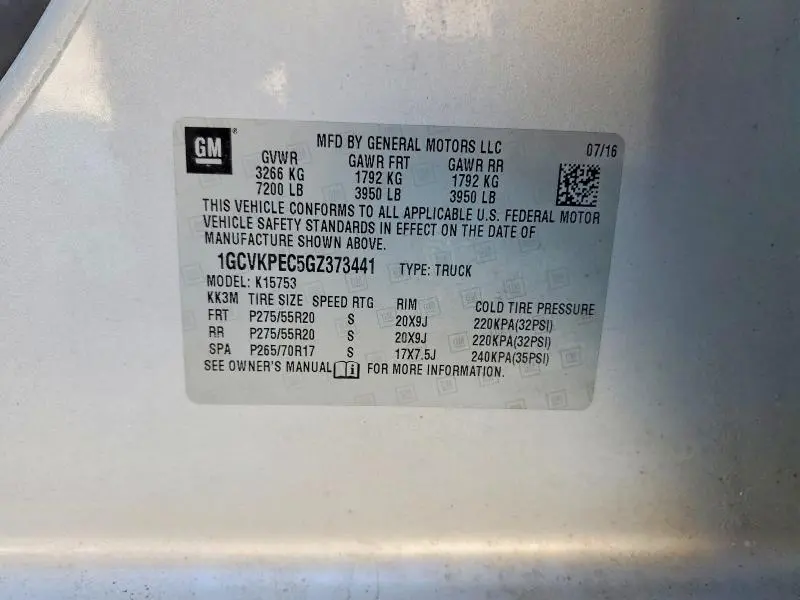 GM
MFD BY GENERAL MOTORS LLC 07/16
GVWR GAWR FRT GAWR RR
3266 KG 1792 KG 1792 KG
7200 LB 3950 LB 3950 LB
THIS VEHICLE CONFORMS TO ALL APPLICABLE U.S. FEDERAL MOTOR
VEHICLE SAFETY STANDARDS IN EFFECT ON THE DATE OF
MANUFACTURE SHOWN ABOVE.
1GCVKPEC5GZ373441 TYPE: TRUCK
MODEL: K15753
KK3M TIRE SIZE SPEED RTG RIM COLD TIRE PRESSURE
FRT P275/55R20 S 20X9J 220KPA(32PSI)
RR P275/55R20 S 20X9J 220KPA(32PSI)
SPA P265/70R17 S 17X7.5J 240KPA(35PSI)
SEE OWNER'S MANUAL FOR MORE INFORMATION.